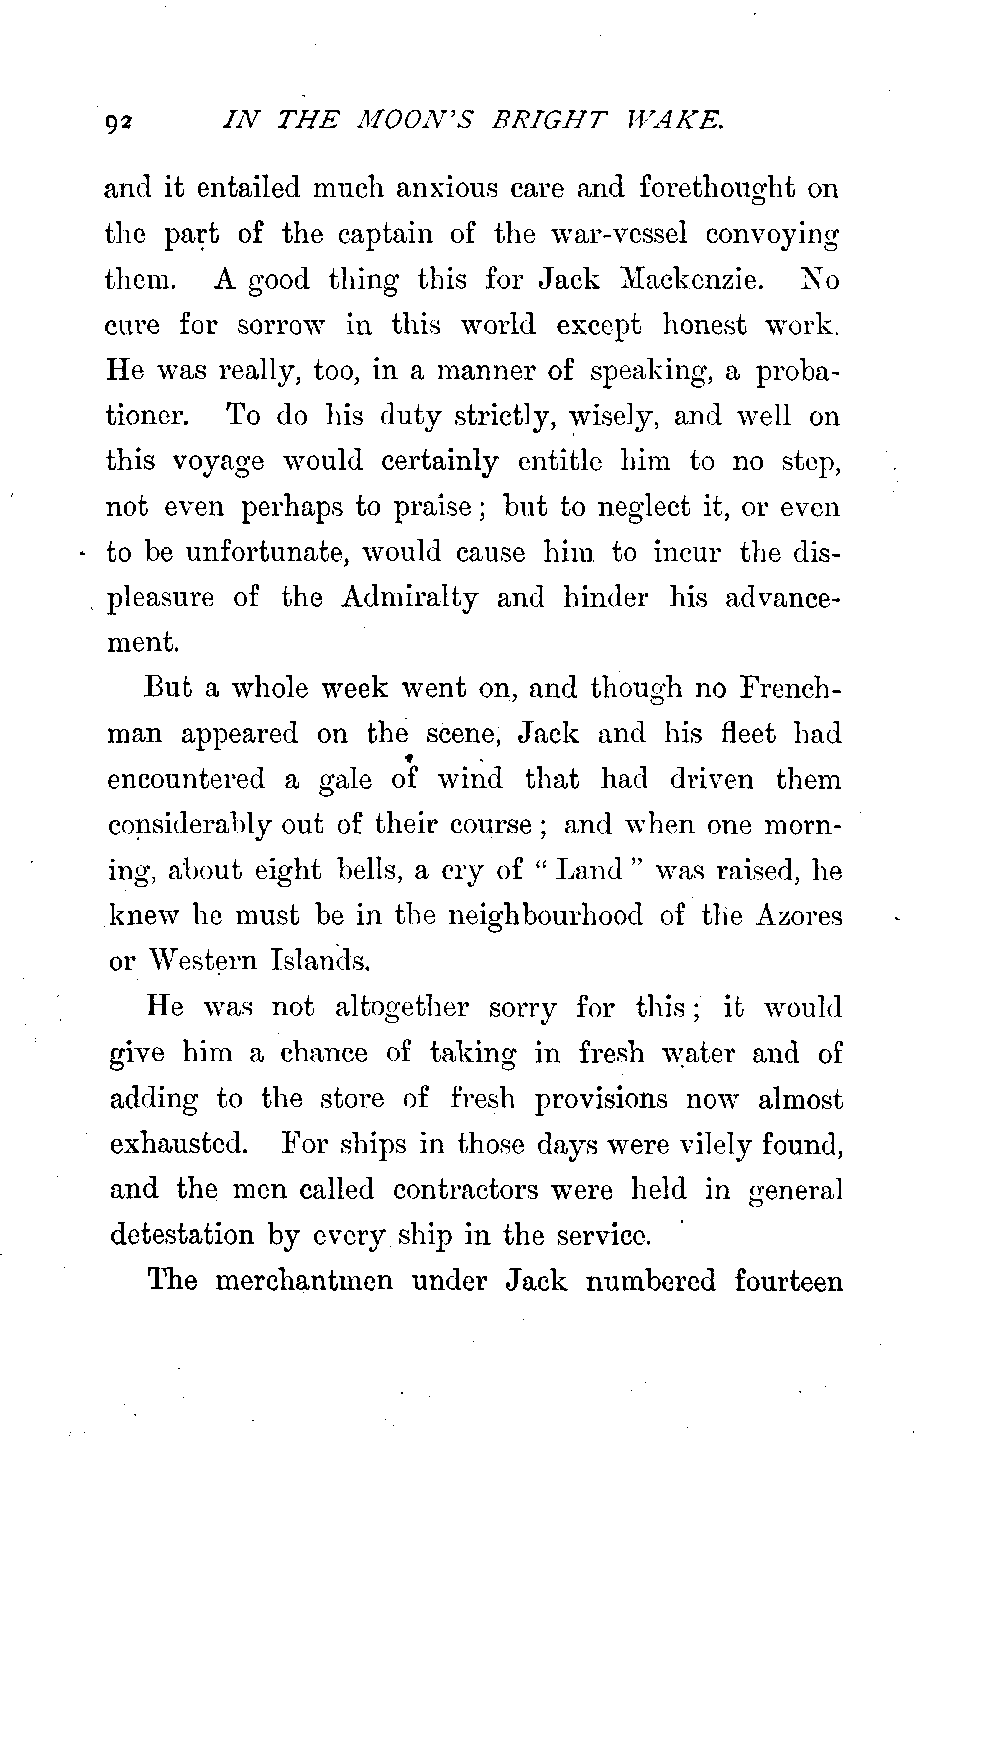 92 IN THE MOON'S BRIGHT WAKE.
and it entailed much anxious care and forethought on
the part of the captain of the war-vessel convoying
them. A good thing this for Jack Mackenzie. No
cure for sorrow in this world except honest work.
He was really, too, in a manner of speaking, a proba-
tioner. To do his duty strictly, wisely, and well on
this voyage would certainly entitle him to no step,
not even perhaps to praise; but to neglect it, or even
to be unfortunate, would cause him to incur the dis-
pleasure of the Admiralty and hinder his advance-
ment.
But a whole week went on, and though no French-
man appeared on the scene, Jack and his fleet had
encountered a gale of wind that had driven them
considerably out of their course; and when one morn-
ing, about eight bells, a cry of "Land" was raised, he
knew he must be in the neighbourhood of the Azores
or Western Islands.
He was not altogether sorry for this; it would
give him a chance of taking in fresh water and of
adding to the store of fresh provisions now almost
exhausted. For ships in those days were vilely found,
and the men called contractors were held in general
detestation by every ship in the service.
The merchantmen under Jack numbered fourteen